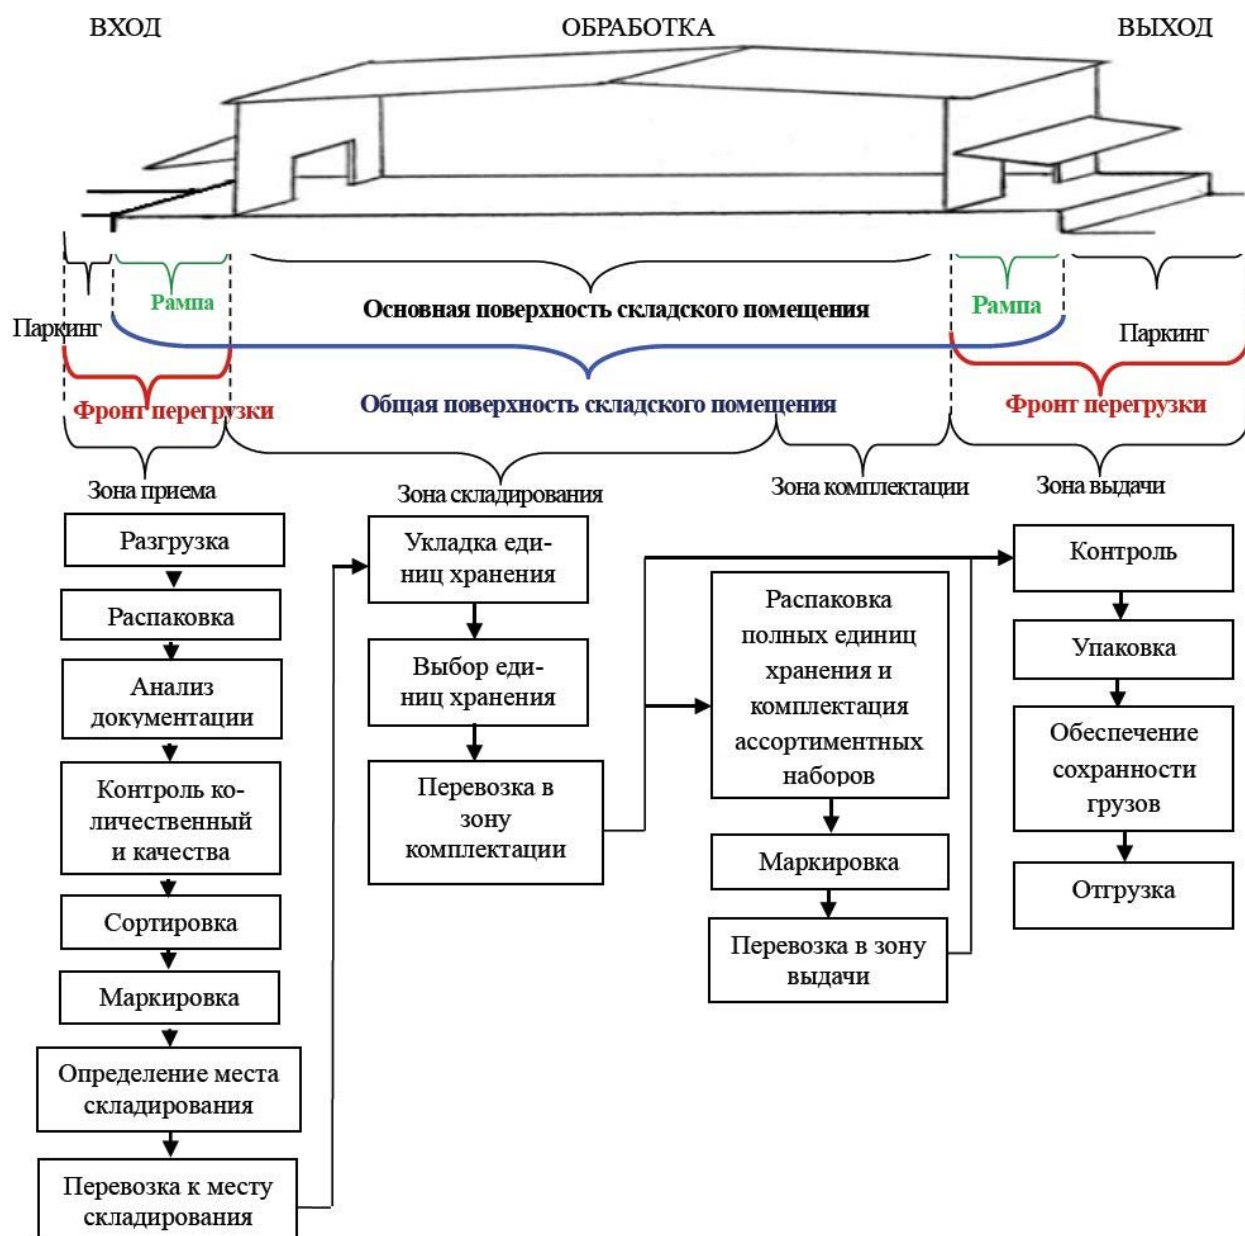 ВХОД
ОБРАБОТКА
ВЫХОД
Рампа
Основная поверхность складского помещения
Рампа
Паркинг
Паркинг
Фронт перегрузки
Общая поверхность складского помещения
Фронт перегрузки
Зона приема
Зона складирования
Зона комплектации
Зона выдачи
Разгрузка
Распаковка
Анализ
документации
Контроль ко-
личественный
и качества
Сортировка
Маркировка
Определение места
складирования
Перевозка к месту
складирования
Укладка еди-
ниц хранения
Выбор еди-
ниц хранения
Перевозка в
зону
комплектации
Распаковка
полных единиц
хранения и
комплектация
ассортиментных
наборов
Маркировка
Перевозка в зону
выдачи
Контроль
Упаковка
Обеспечение
сохранности
грузов
Отгрузка